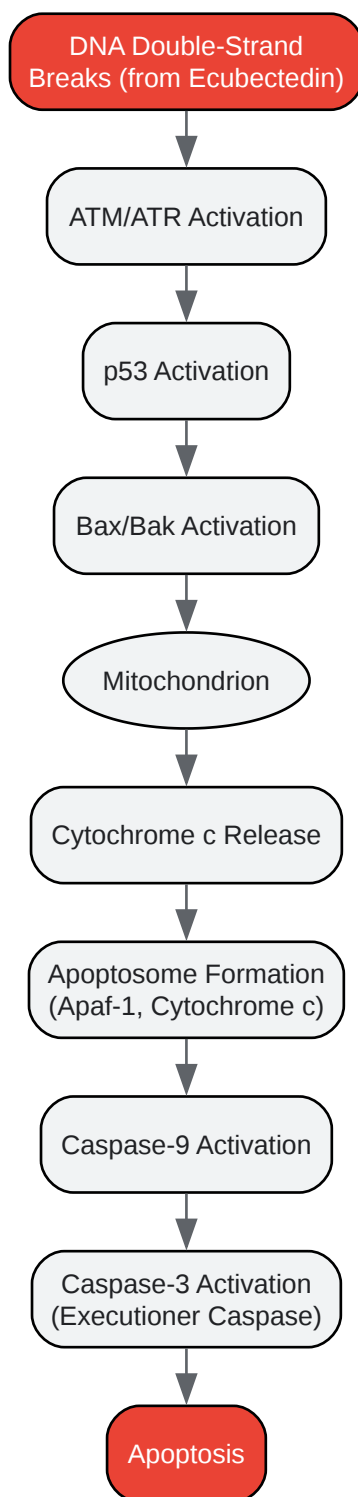 DNA Double-Strand
Breaks (from Ecubectedin)
ATM/ATR Activation
p53 Activation
Bax/Bak Activation
Mitochondrion
Cytochrome c Release
Apoptosome Formation
(Apaf-1, Cytochrome c)
Caspase-9 Activation
Caspase-3 Activation
(Executioner Caspase)
Apoptosis